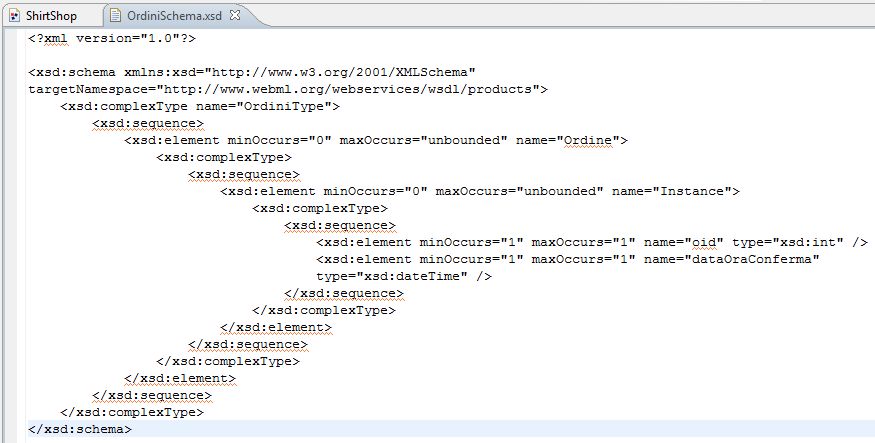 ShirtShop OrdiniSchema.xsd
<?xml version="1.0"?>
<xsd:schema xmlns:xsd="http://www.w3.org/2001/XMLSchema"
targetNamespace="http://www.webml.org/webservices/wsdl/products">
<xsd:complexType name="OrdiniType">
<xsd:sequence>
<xsd:element minOccurs="0" maxOccurs="unbounded" name="Ordine">
<xsd:complexType>
<xsd:sequence>
<xsd:element minOccurs="0" maxOccurs="unbounded" name="Instance">
<xsd:complexType>
<xsd:sequence>
<xsd:element minOccurs="1" maxOccurs="1" name="oid" type="xsd:int" />
<xsd:element minOccurs="1" maxOccurs="1" name="dataOraConferma"
type="xsd:dateTime" />
</xsd:sequence>
</xsd:complexType>
</xsd:element>
</xsd:sequence>
</xsd:complexType>
</xsd:element>
</xsd:sequence>
</xsd:complexType>
</xsd:schema>